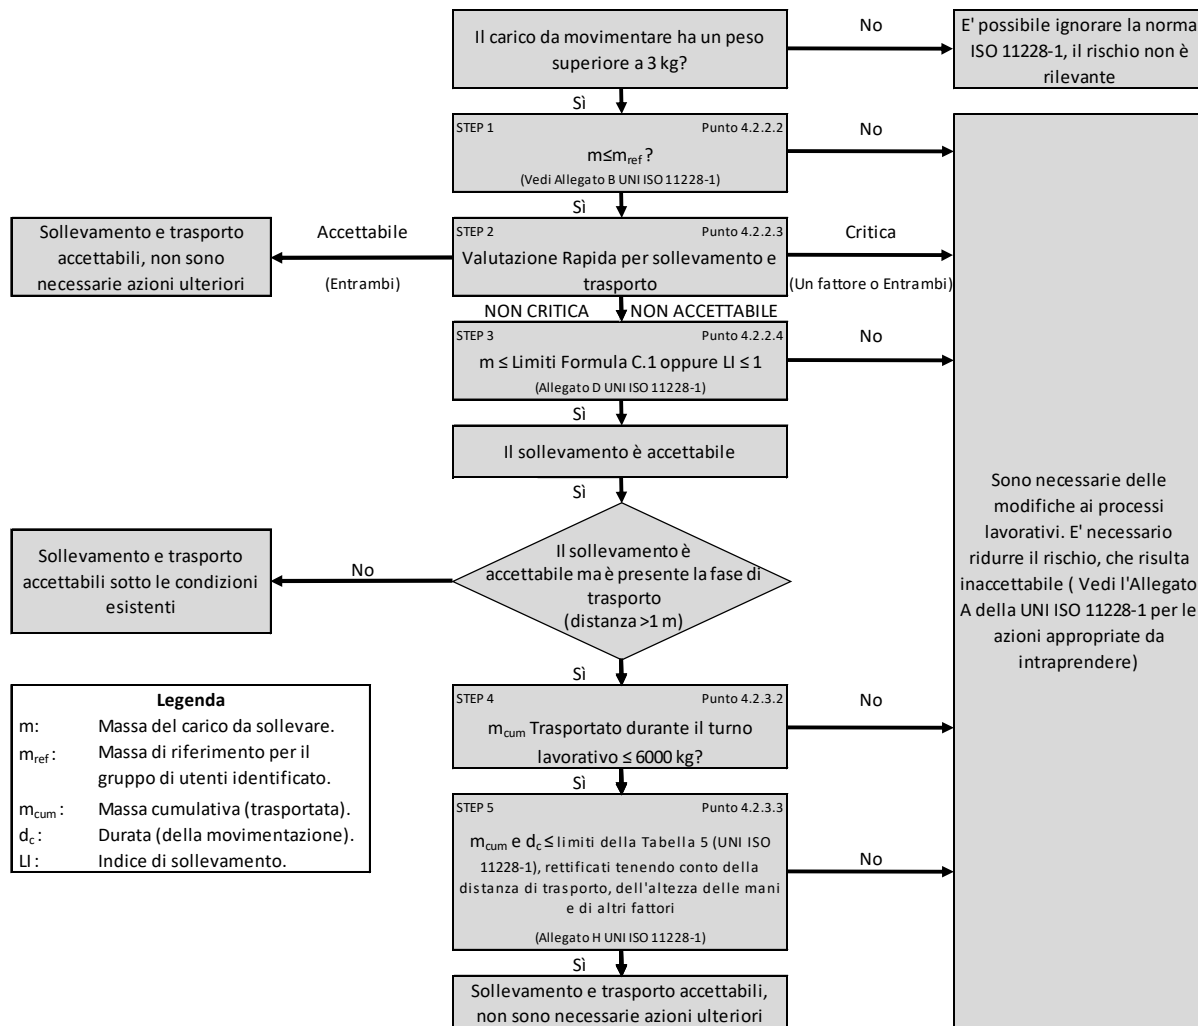 Il carico da movimentare ha un peso
superiore a 3 kg?
No
E' possibile ignorare la norma
ISO 11228-1, il rischio non è
rilevante
Sì
STEP 1 Punto 4.2.2.2
m≤mref ?
(Vedi Allegato B UNI ISO 11228-1)
No
Sì
Sollevamento e trasporto
accettabili, non sono
necessarie azioni ulteriori
Accettabile
(Entrambi)
STEP 2 Punto 4.2.2.3
Valutazione Rapida per sollevamento e
trasporto
Critica
(Un fattore o Entrambi)
NON CRITICA NON ACCETTABILE
STEP 3 Punto 4.2.2.4
m ≤ Limiti Formula C.1 oppure LI ≤ 1
(Allegato D UNI ISO 11228-1)
No
Sì
Il sollevamento è accettabile
Sì
Il sollevamento è
accettabile ma è presente la fase di
trasporto
(distanza >1 m)
No
Sollevamento e trasporto
accettabili sotto le condizioni
esistenti
Sono necessarie delle
modifiche ai processi
lavorativi. E' necessario
ridurre il rischio, che risulta
inaccettabile ( Vedi l'Allegato
A della UNI ISO 11228-1 per le
azioni appropriate da
intraprendere)
Sì
STEP 4 Punto 4.2.3.2
mcum Trasportato durante il turno
lavorativo ≤ 6000 kg?
No
Sì
STEP 5 Punto 4.2.3.3
mcum e dc ≤ limiti della Tabella 5 (UNI ISO
11228-1), rettificati tenendo conto della
distanza di trasporto, dell'altezza delle mani
e di altri fattori
(Allegato H UNI ISO 11228-1)
No
Sì
Sollevamento e trasporto accettabili,
non sono necessarie azioni ulteriori
Legenda
m: Massa del carico da sollevare.
mref : Massa di riferimento per il
gruppo di utenti identificato.
mcum : Massa cumulativa (trasportata).
dc : Durata (della movimentazione).
LI : Indice di sollevamento.